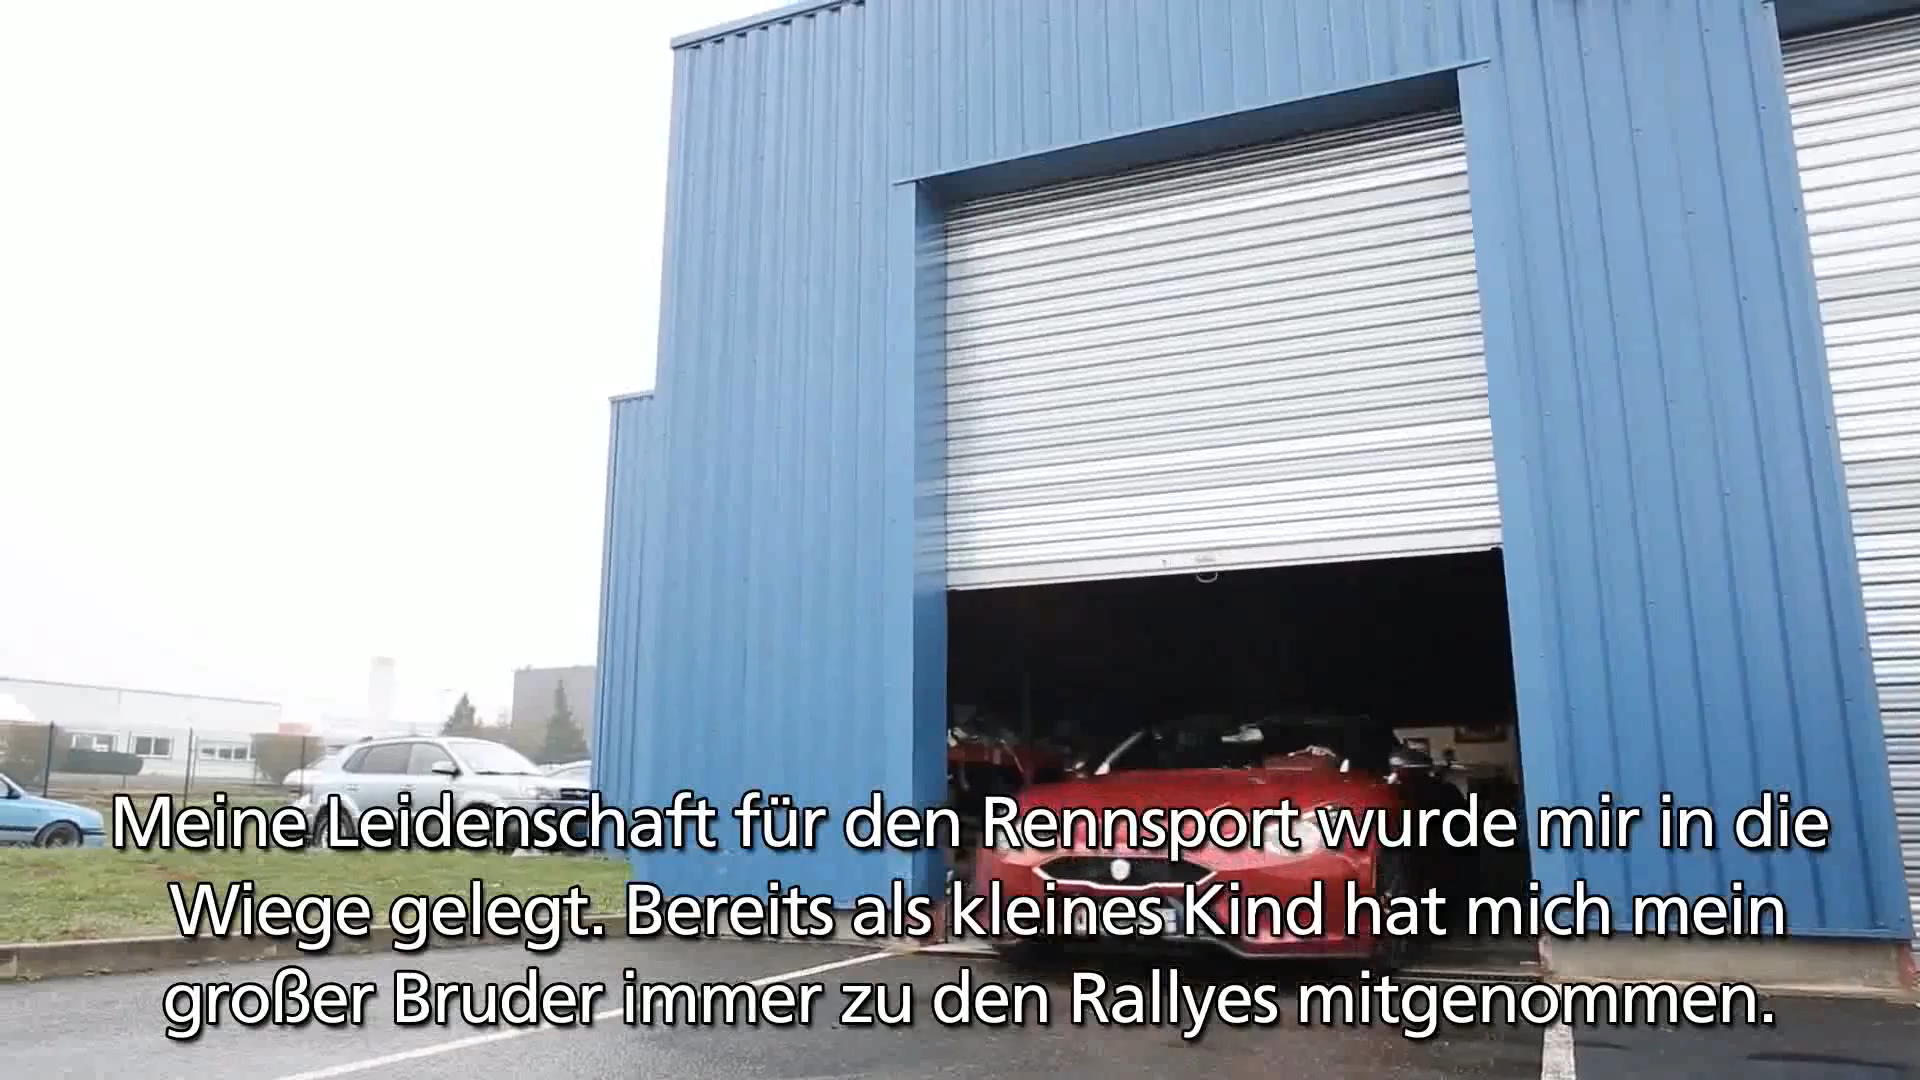 Meine Leidenschaft für den Rennsport wurde mir in die
Wiege gelegt. Bereits als kleines Kind hat mich mein
großer Bruder immer zu den Rallyes mitgenommen.